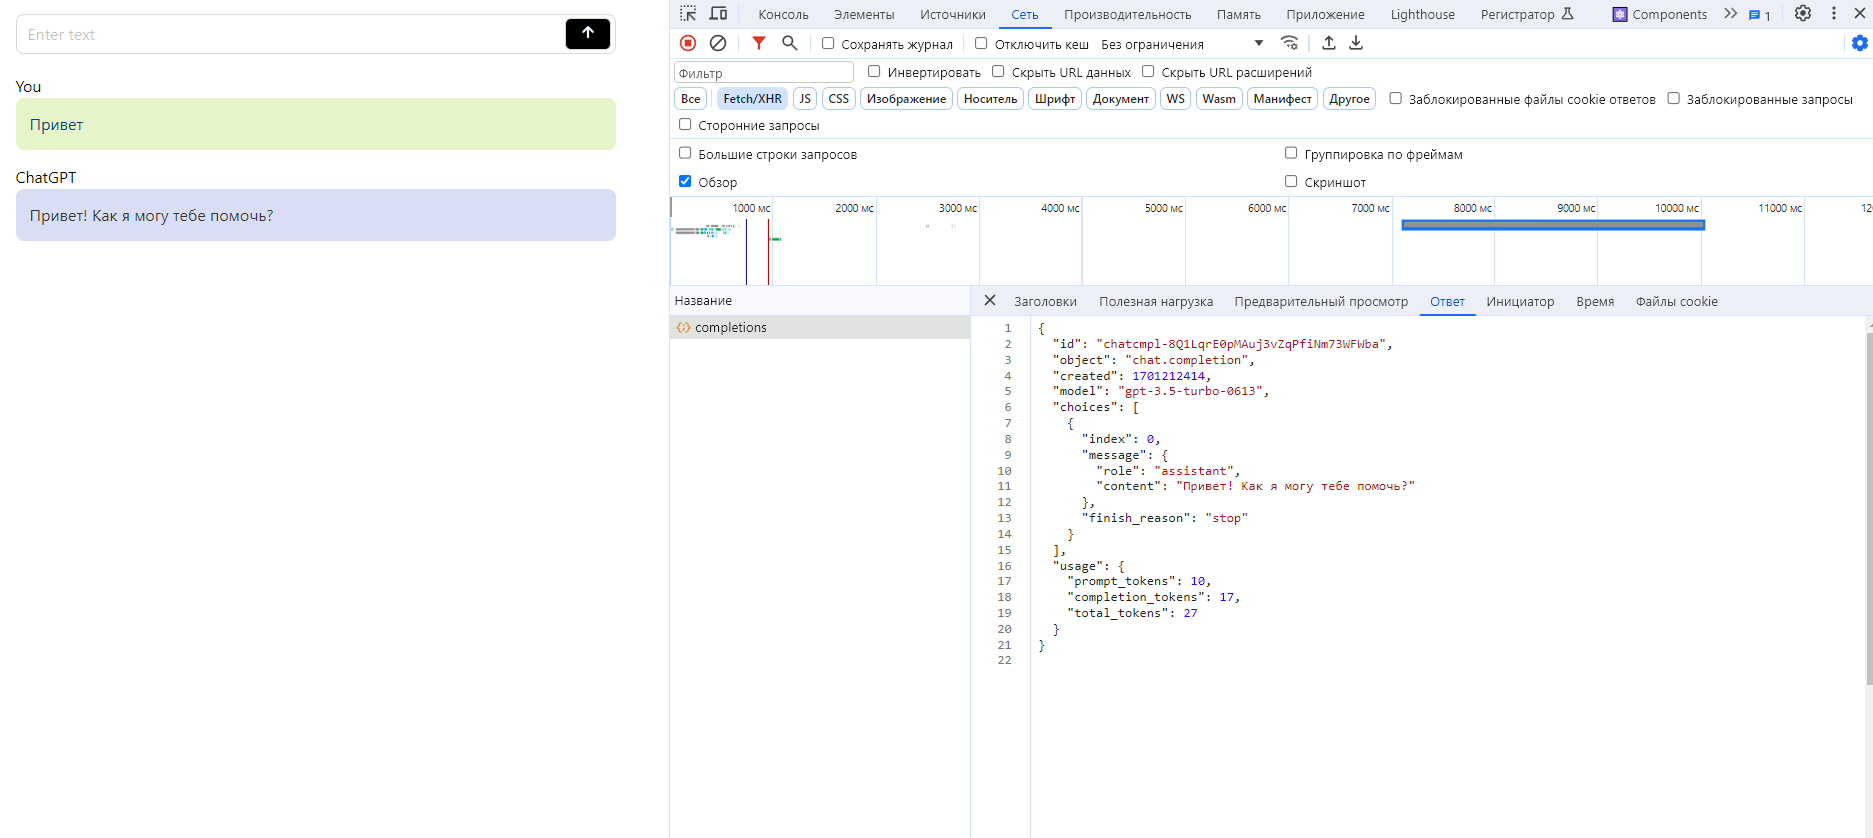 Enter text
You
Привет
ChatGPT
Привет! Как я могу тебе помочь?
Консоль Элементы Источники Сеть Производительность Память Приложение Lighthouse Регистратор Components 1
Сохранять журнал Отключить кеш Без ограничения
Фильтр Инвертировать Скрыть URL данных Скрыть URL расширений
Все Fetch/XHR JS CSS Изображение Носитель Шрифт Документ WS Wasm Манифест Другое Заблокированные файлы cookie ответов Заблокированные запросы
Сторонние запросы
Большие строки запросов Группировка по фреймам
Обзор Скриншот
1000 мс 2000 мс 3000 мс 4000 мс 5000 мс 6000 мс 7000 мс 8000 мс 9000 мс 10000 мс 11000 мс 12
Название
completions
Заголовки Полезная нагрузка Предварительный просмотр Ответ Инициатор Время Файлы cookie
1 {
2 "id": "chatcmpl-8Q1LqrE0pMAuj3vZqPfiNm73WFWba",
3 "object": "chat.completion",
4 "created": 1701212414,
5 "model": "gpt-3.5-turbo-0613",
6 "choices": [
7 {
8 "index": 0,
9 "message": {
10 "role": "assistant",
11 "content": "Привет! Как я могу тебе помочь?"
12 },
13 "finish_reason": "stop"
14 }
15 ],
16 "usage": {
17 "prompt_tokens": 10,
18 "completion_tokens": 17,
19 "total_tokens": 27
20 }
21 }
22